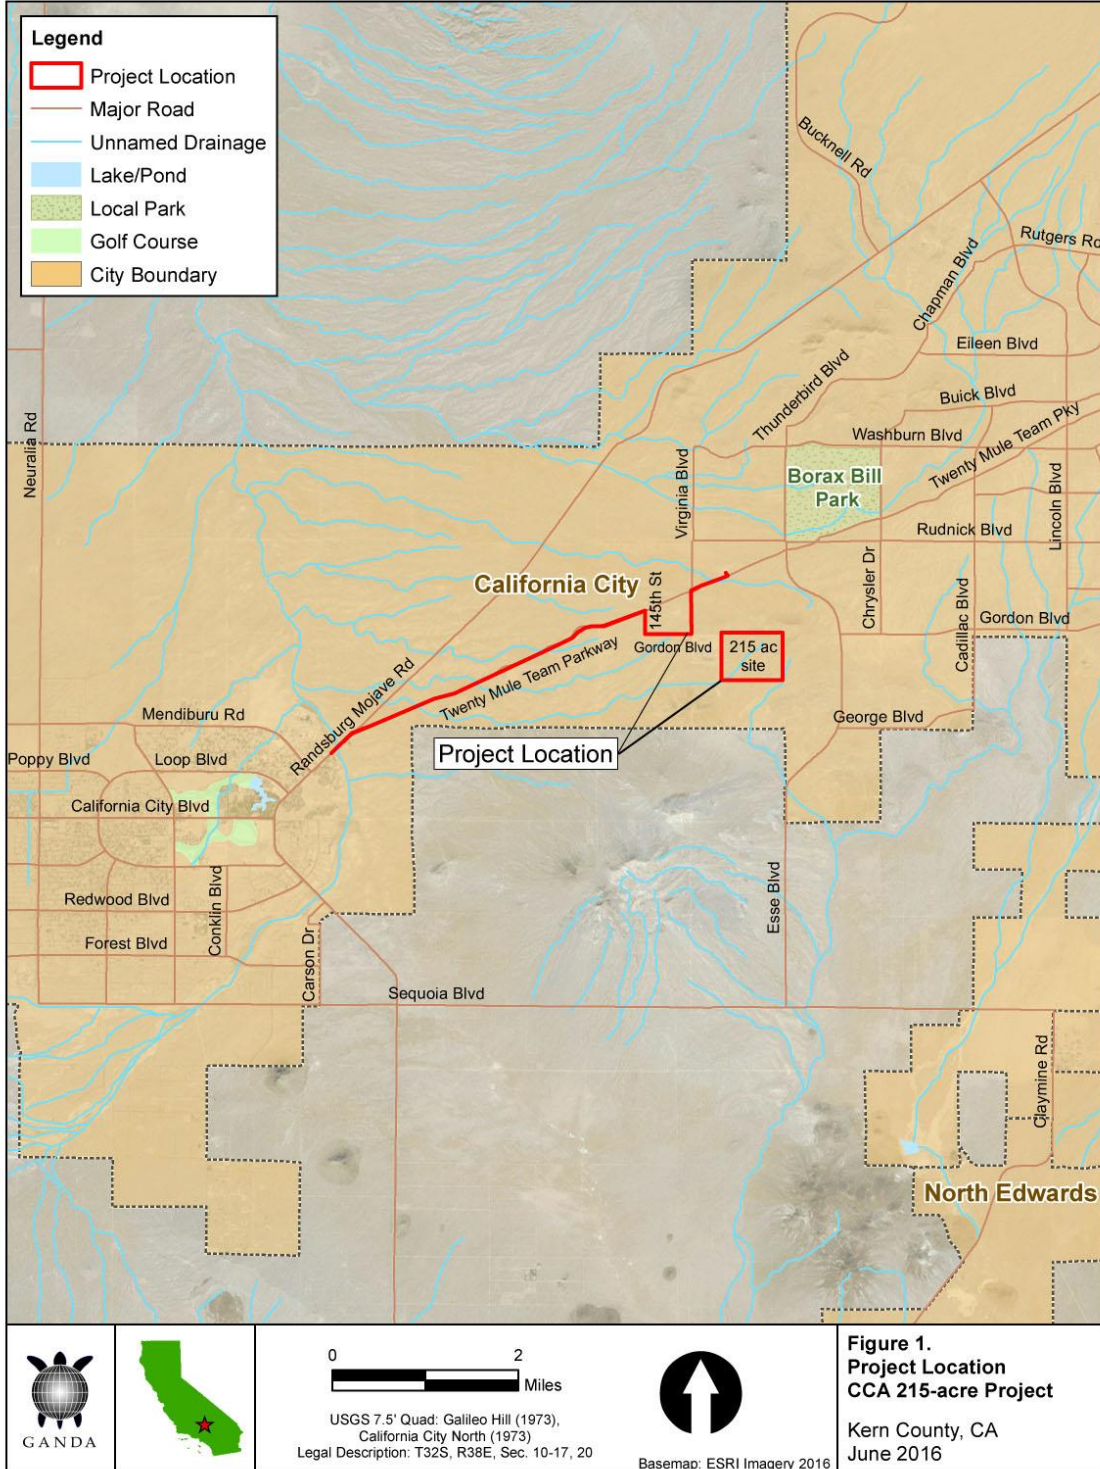 Legend
Project Location
Major Road
Unnamed Drainage
Lake/Pond
Local Park
Golf Course
City Boundary
Bucknell Rd
Rutgers Rd
Chapman Blvd
Eileen Blvd
Thunderbird Blvd
Buick Blvd
Neuralia Rd
Washburn Blvd
Twenty Mule Team Pky
Virginia Blvd
Borax Bill
Park
Lincoln Blvd
Rudnick Blvd
California City
145th St
Chrysler Dr
Cadillac Blvd
Gordon Blvd
Gordon Blvd
215 ac
site
Twenty Mule Team Parkway
Randsburg Mojave Rd
Mendiburu Rd
George Blvd
Project Location
Poppy Blvd
Loop Blvd
California City Blvd
Redwood Blvd
Conklin Blvd
Esse Blvd
Forest Blvd
Carson Dr
Sequoia Blvd
Claymine Rd
North Edwards
GANDA
0 2
Miles
USGS 7.5' Quad: Galileo Hill (1973),
California City North (1973)
Legal Description: T32S, R38E, Sec. 10-17, 20
Basemap: ESRI Imagery 2016
Figure 1.
Project Location
CCA 215-acre Project
Kern County, CA
June 2016